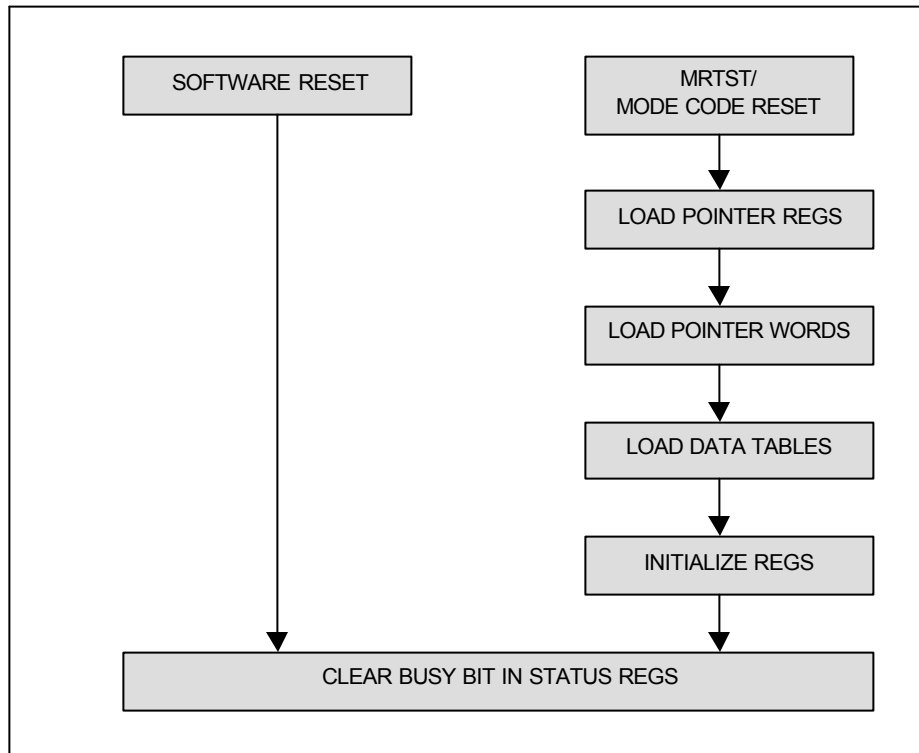 SOFTWARE RESET
MRTST/
MODE CODE RESET
LOAD POINTER REGS
LOAD POINTER WORDS
LOAD DATA TABLES
INITIALIZE REGS
CLEAR BUSY BIT IN STATUS REGS